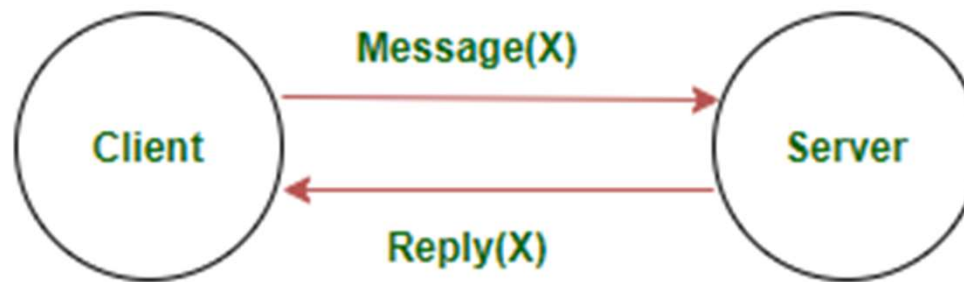 Message(X)
Client
Server
Reply(X)